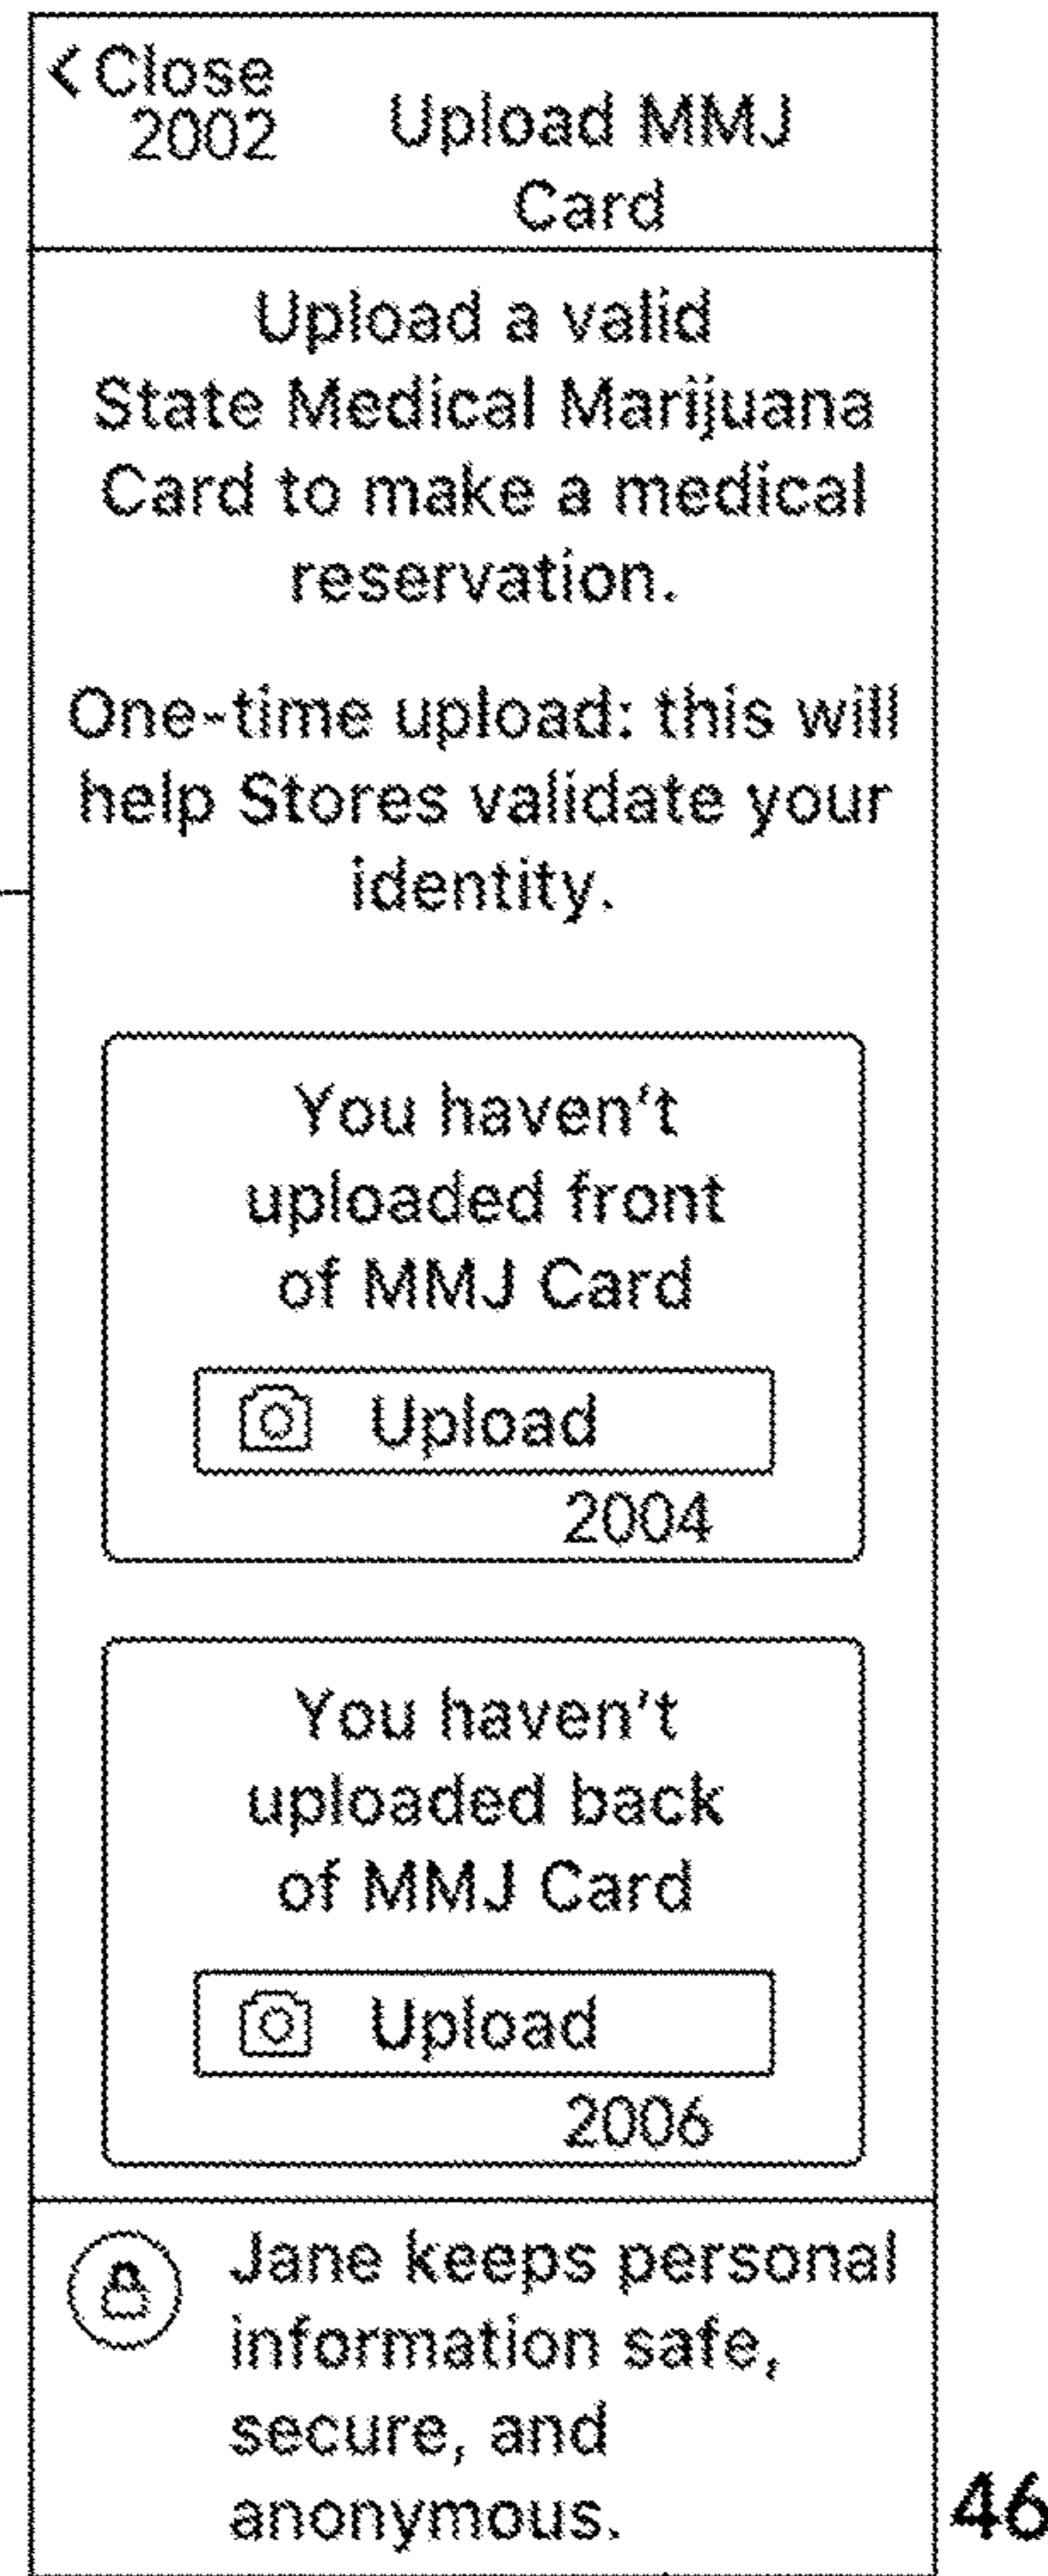 Close
2002
Upload MMJ
Card
Upload a valid
State Medical Marijuana
Card to make a medical
reservation.
One-time upload: this will
help Stores validate your
identity.
You haven't
uploaded front
of MMJ Card
Upload
2004
You haven't
uploaded back
of MMJ Card
Upload
2006
Jane keeps personal
information safe,
secure, and
anonymous.
46